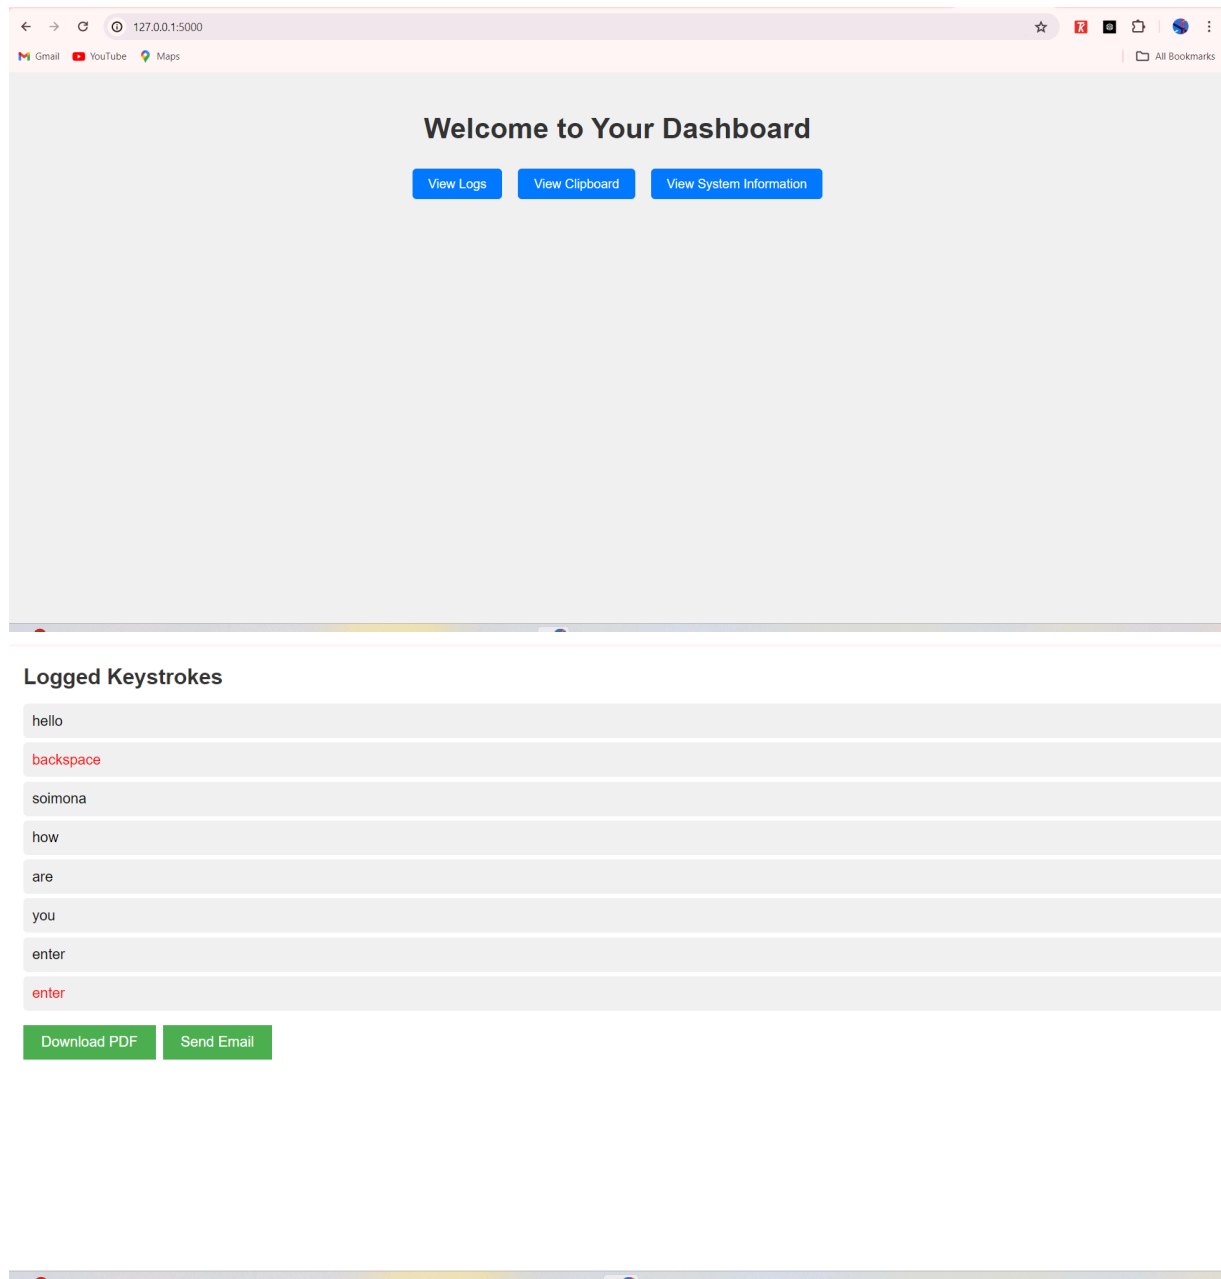 127.0.0.1:5000
Gmail YouTube Maps All Bookmarks
Welcome to Your Dashboard
View Logs View Clipboard View System Information
Logged Keystrokes
hello
backspace
soimona
how
are
you
enter
enter
Download PDF Send Email